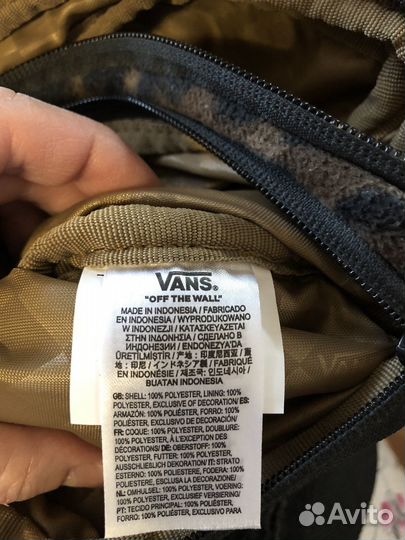 VANS®
"OFF THE WALL"
MADE IN INDONESIA / FABRICADO
EN INDONESIA / WYPRODUKOWANO
W INDONEZJI / ΚΑΤΑΣΚΕΥΑΖΕΤΑΙ
ΣΤΗΝ ΙΝΔΟΝΗΣΙΑ / СДЕЛАНО В
ИНДОНЕЗИИ / ENDONEZYA'DA
ÜRETİLMİŞTİR / 产地：印度尼西亚 / 產
地：印尼 / インドネシア製 / FABRIQUÉ
EN INDONÉSIE / 인도네시아산 /
BUATAN INDONESIA
GB: SHELL: 100% POLYESTER, LINING: 100%
POLYESTER, EXCLUSIVE OF DECORATION/ ES:
ARMAZÓN: 100% POLIÉSTER, FORRO: 100%
POLIÉSTER, EXCLUSIVO DE DECORACIÓN/
FR: COQUE: 100% POLYESTER, DOUBLURE:
100% POLYESTER, À L'EXCEPTION DES
DÉCORATIONS/ DE: OBERSTOFF: 100%
POLYESTER, FUTTER: 100% POLYESTER,
AUSSCHLIEßLICH DEKORATION/ IT: STRATO
ESTERNO: 100% POLIESTERE, FODERA: 100%
POLIESTERE, ESCLUSA LA DECORAZIONE/
NL: OMHULSEL: 100% POLYESTER, VOERING:
100% POLYESTER, EXCLUSIEF VERSIERING/
PT: TECIDO PRINCIPAL: 100% POLIÉSTER,
FORRO: 100% POLIÉSTER, EXCLUSIVO DE
Avito